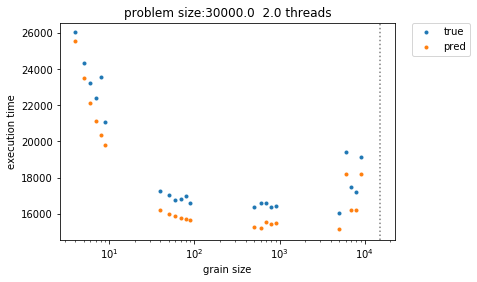 problem size:30000.0  2.0 threads
true
pred
execution time
26000
24000
22000
20000
18000
16000
10¹
10²
10³
10⁴
grain size